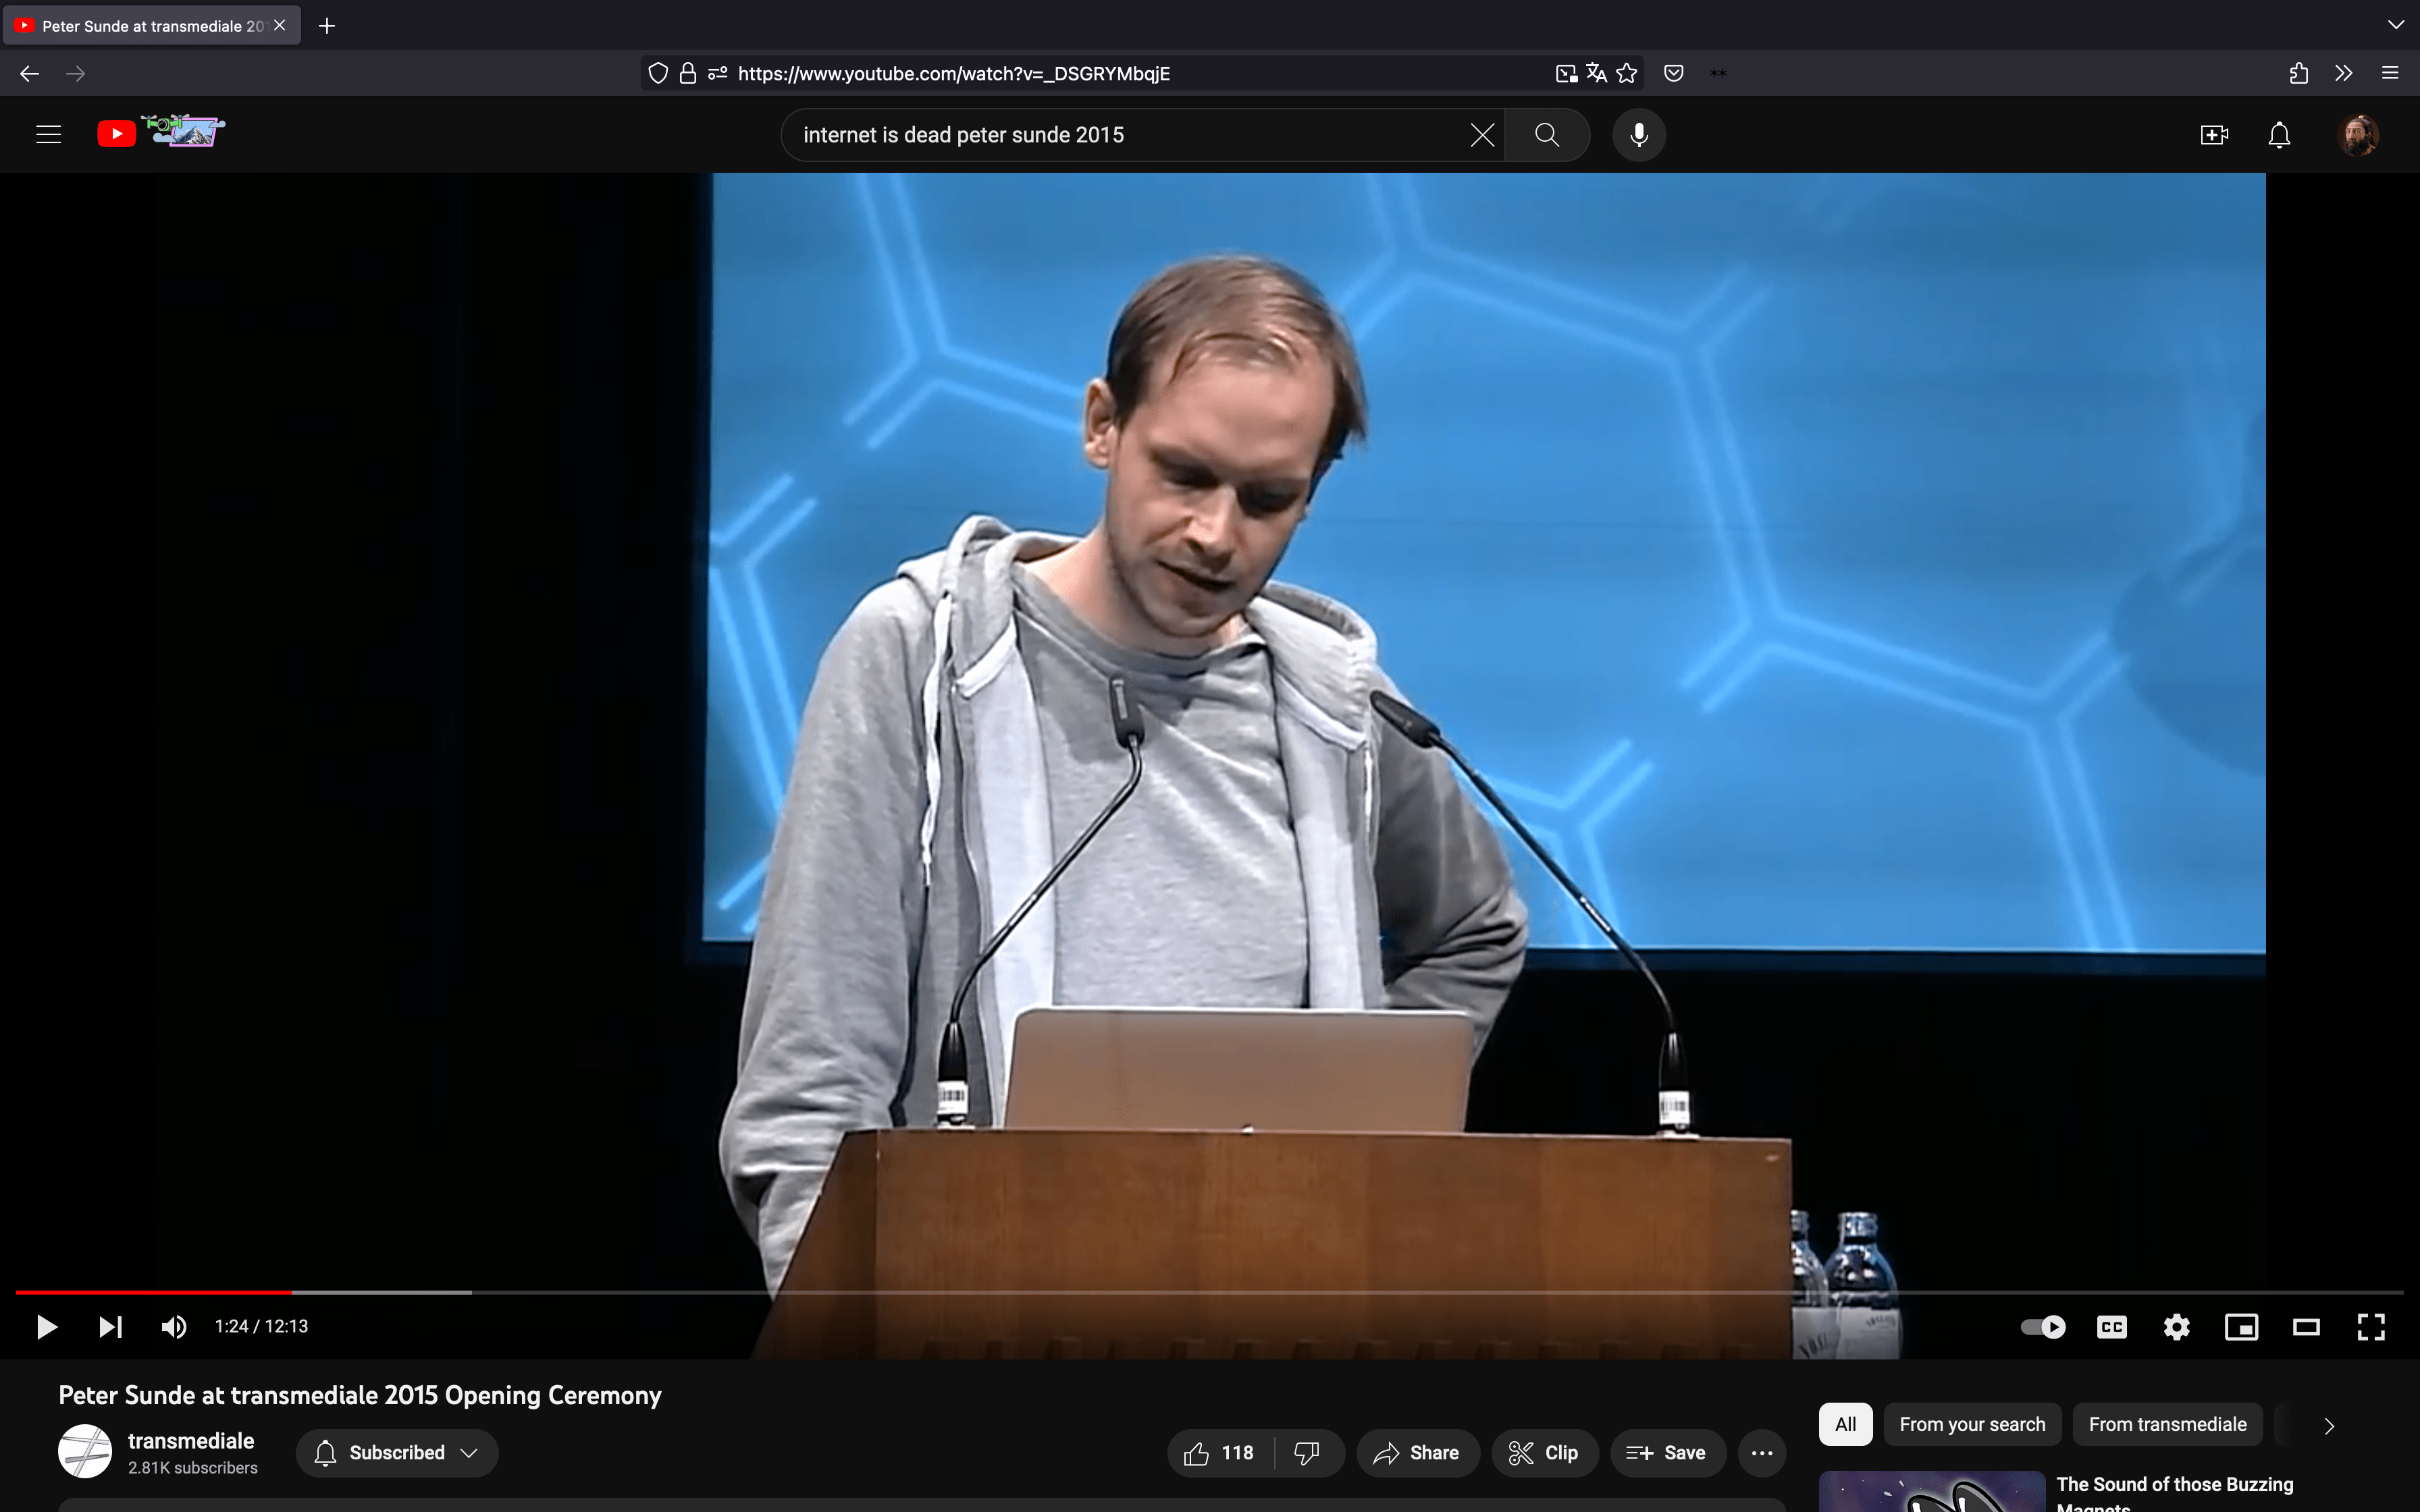 Peter Sunde at transmediale 20
https://www.youtube.com/watch?v=_DSGRYMbqjE
internet is dead peter sunde 2015
1:24 / 12:13
CC
Peter Sunde at transmediale 2015 Opening Ceremony
transmediale
2.81K subscribers
Subscribed
118
Share
Clip
Save
All
From your search
From transmediale
The Sound of those Buzzing
Magnets